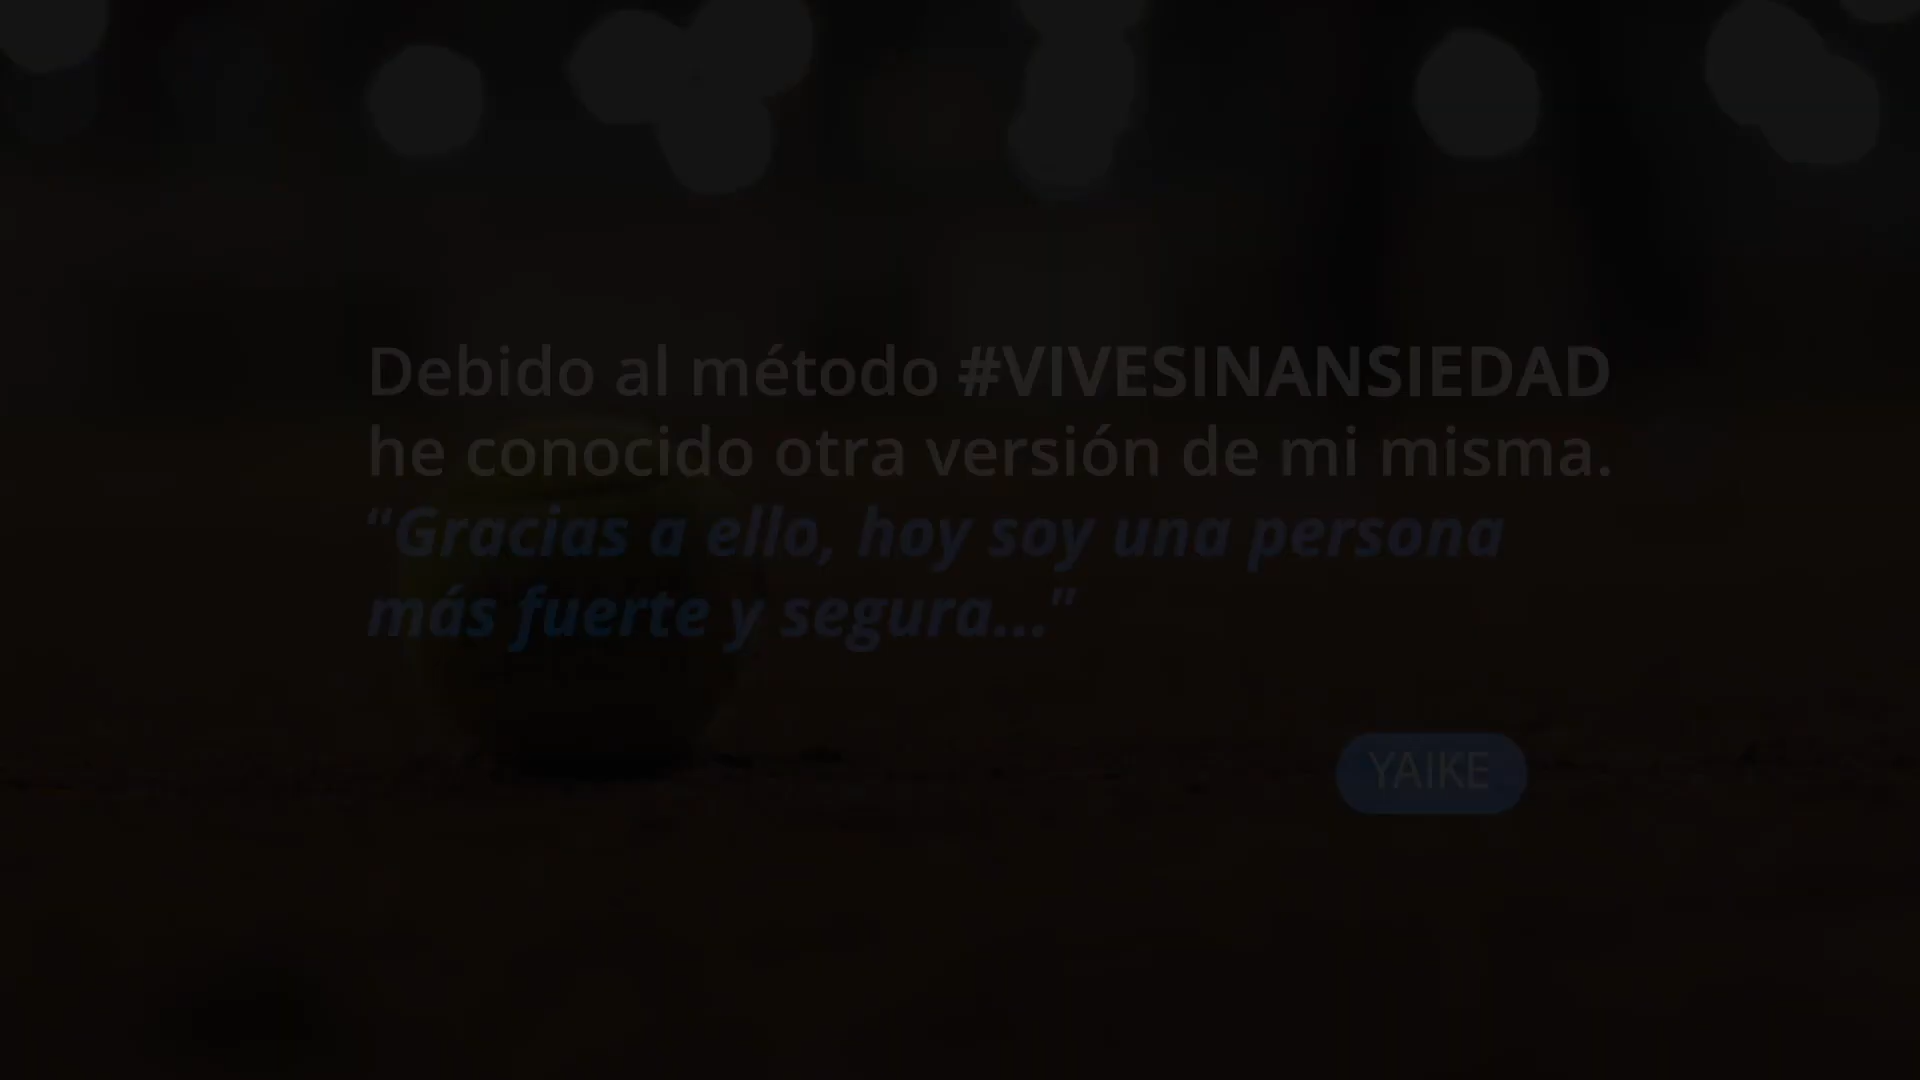 Debido al método #VIVESINANSIEDAD
he conocido otra versión de mi misma.
“Gracias a ello, hoy soy una persona
más fuerte y segura...”
YAIKE